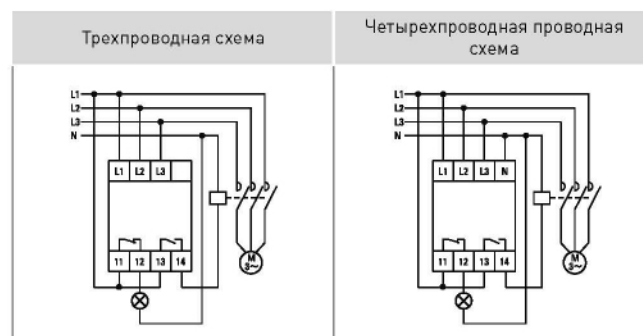 Трехпроводная схема
Четырехпроводная проводная
схема
L1
L2
L3
N
L1 L2 L3
11 12 13 14
M
3~
L1
L2
L3
N
L1 L2 L3 N
11 12 13 14
M
3~